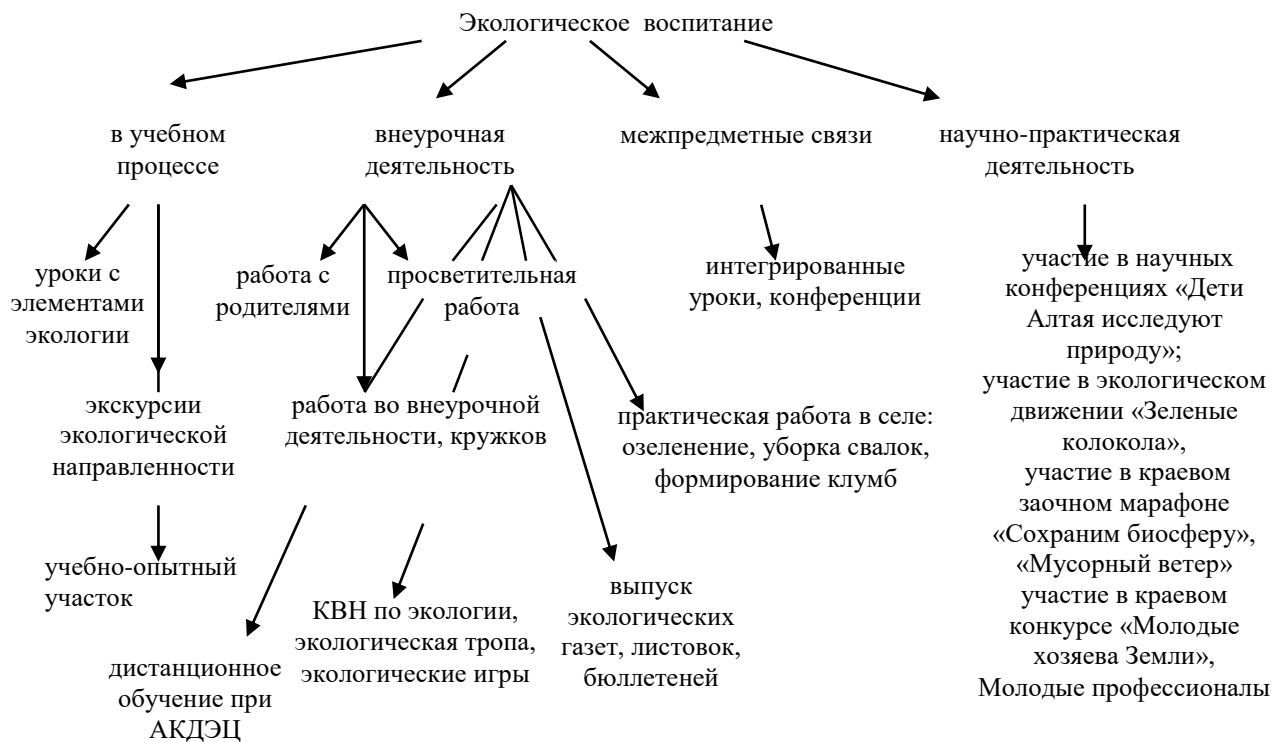 Экологическое воспитание
в учебном
процессе
внеурочная
деятельность
межпредметные связи
научно-практическая
деятельность
уроки с
элементами
экологии
работа с
родителями
просветительная
работа
интегрированные
уроки, конференции
участие в научных
конференциях «Дети
Алтая исследуют
природу»;
участие в экологическом
движении «Зеленые
колокола»,
участие в краевом
заочном марафоне
«Сохраним биосферу»,
«Мусорный ветер»
участие в краевом
конкурсе «Молодые
хозяева Земли»,
Молодые профессионалы
экскурсии
экологической
направленности
работа во внеурочной
деятельности, кружков
практическая работа в селе:
озеленение, уборка свалок,
формирование клумб
учебно-опытный
участок
дистанционное
обучение при
АКДЭЦ
КВН по экологии,
экологическая тропа,
экологические игры
выпуск
экологических
газет, листовок,
бюллетеней